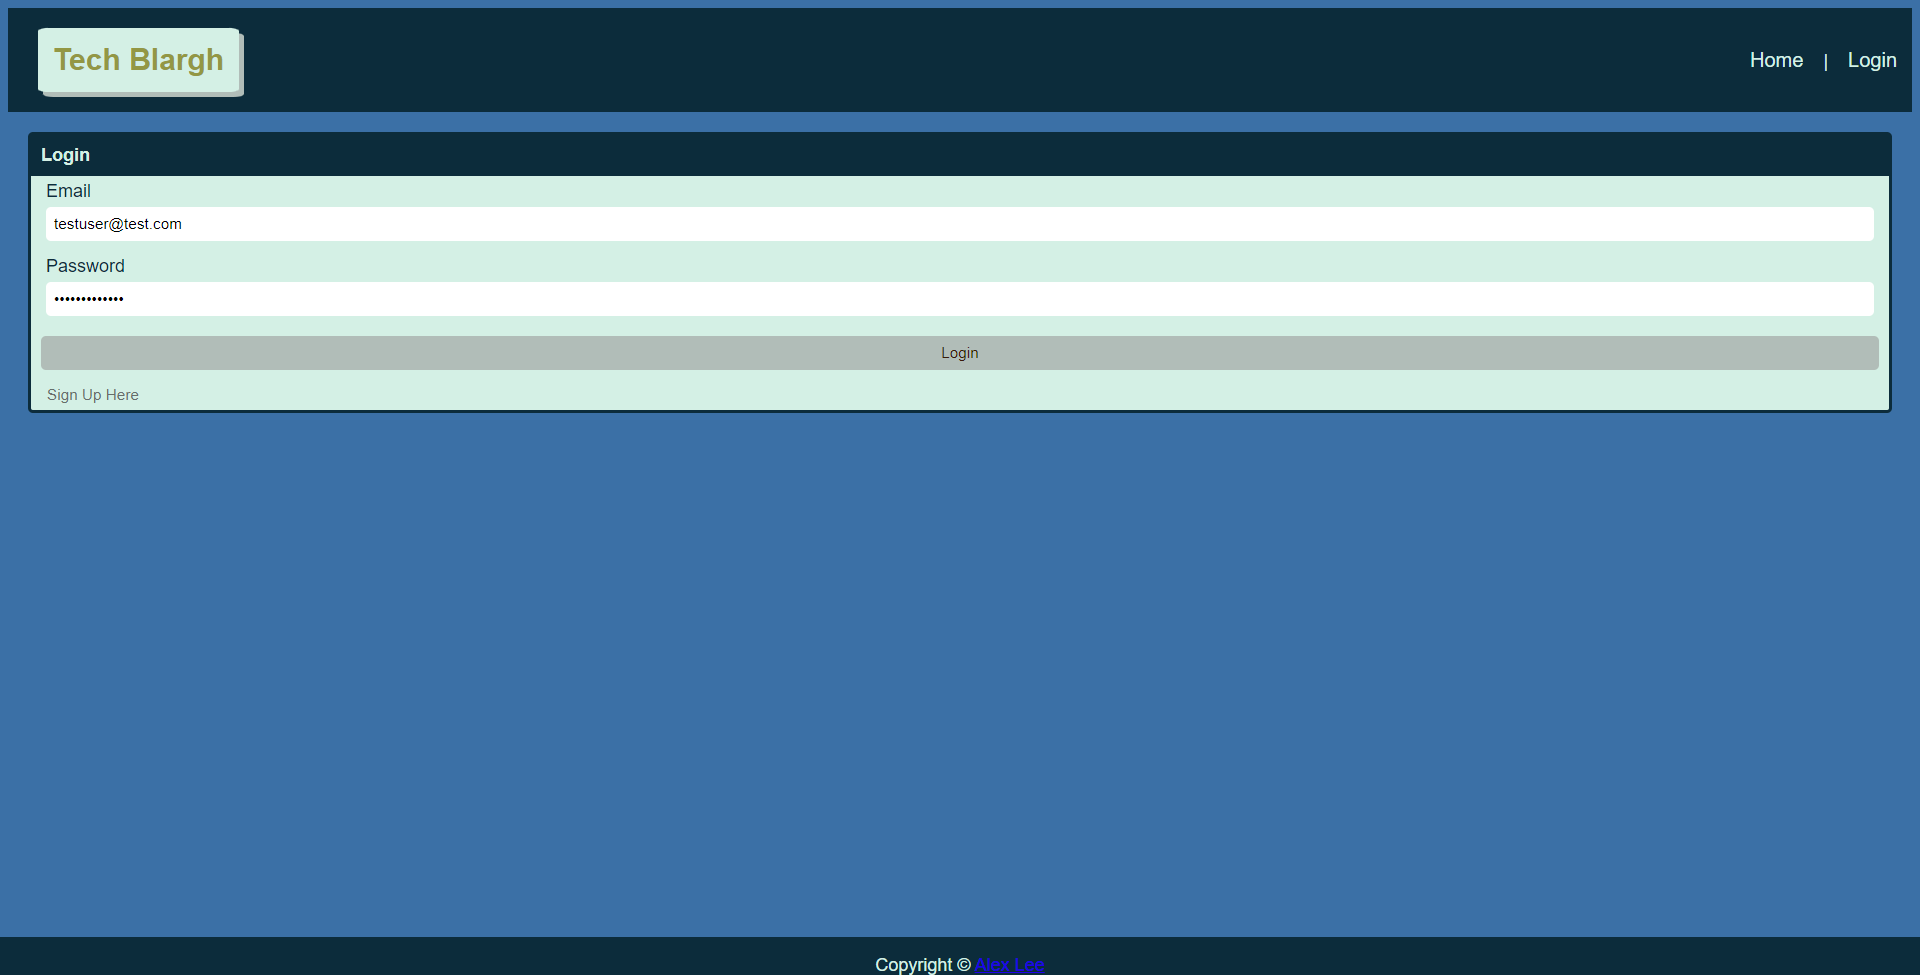 Tech Blargh
Home | Login
Login
Email
testuser@test.com
Password
•••••••••••••
Login
Sign Up Here
Copyright © Alex Lee